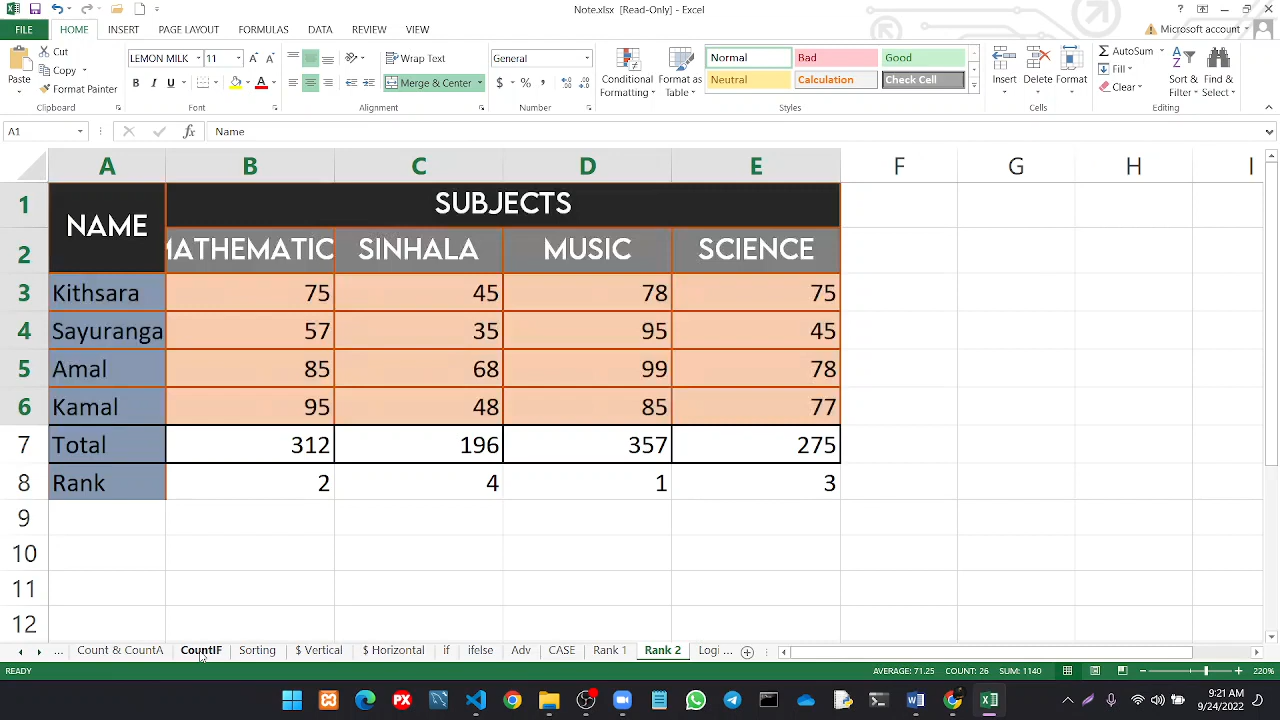 Note.xlsx [Read-Only] - Excel
FILE HOME INSERT PAGE LAYOUT FORMULAS DATA REVIEW VIEW Microsoft account
Paste
Cut
Copy
Format Painter
Clipboard
LEMON MILK 11
B I U
Font
Wrap Text
Merge & Center
Alignment
General
$ % ,
Number
Conditional Formatting
Format as Table
Normal Bad Good
Neutral Calculation Check Cell
Styles
Insert Delete Format
Cells
AutoSum
Fill
Clear
Sort & Filter
Find & Select
Editing
A1 fx Name
A B C D E F G H I
1 NAME SUBJECTS
2 MATHEMATIC SINHALA MUSIC SCIENCE
3 Kithsara 75 45 78 75
4 Sayuranga 57 35 95 45
5 Amal 85 68 99 78
6 Kamal 95 48 85 77
7 Total 312 196 357 275
8 Rank 2 4 1 3
9
10
11
12
... Count & CountA CountIF Sorting $ Vertical $ Horizontal if ifelse Adv CASE Rank 1 Rank 2 Logi ...
READY AVERAGE: 71.25 COUNT: 26 SUM: 1140 220%
9:21 AM
9/24/2022